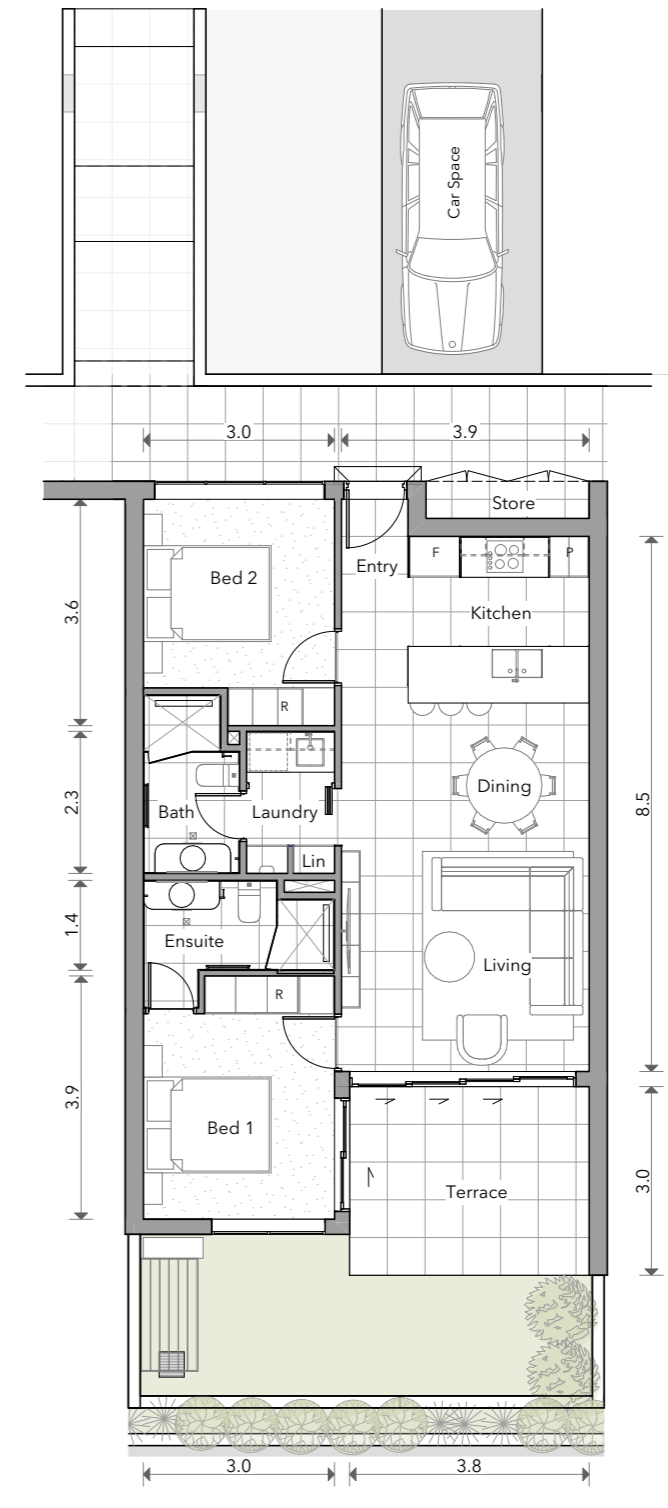 Car Space
3.0
3.9
Store
F
P
Entry
Bed 2
Kitchen
3.6
R
Dining
2.3
Bath
Laundry
8.5
Lin
1.4
Ensuite
Living
R
3.9
Bed 1
Terrace
3.0
3.0
3.8